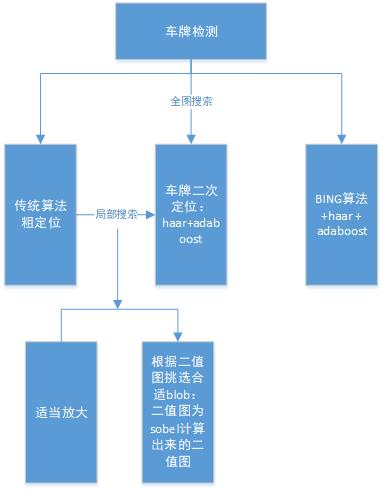 车牌检测
全图搜索
传统算法
粗定位
局部搜索
车牌二次
定位：
haar+adab
oost
BING算法
+haar+
adaboost
适当放大
根据二值
图挑选合
适blob：
二值图为
sobel计算
出来的二
值图